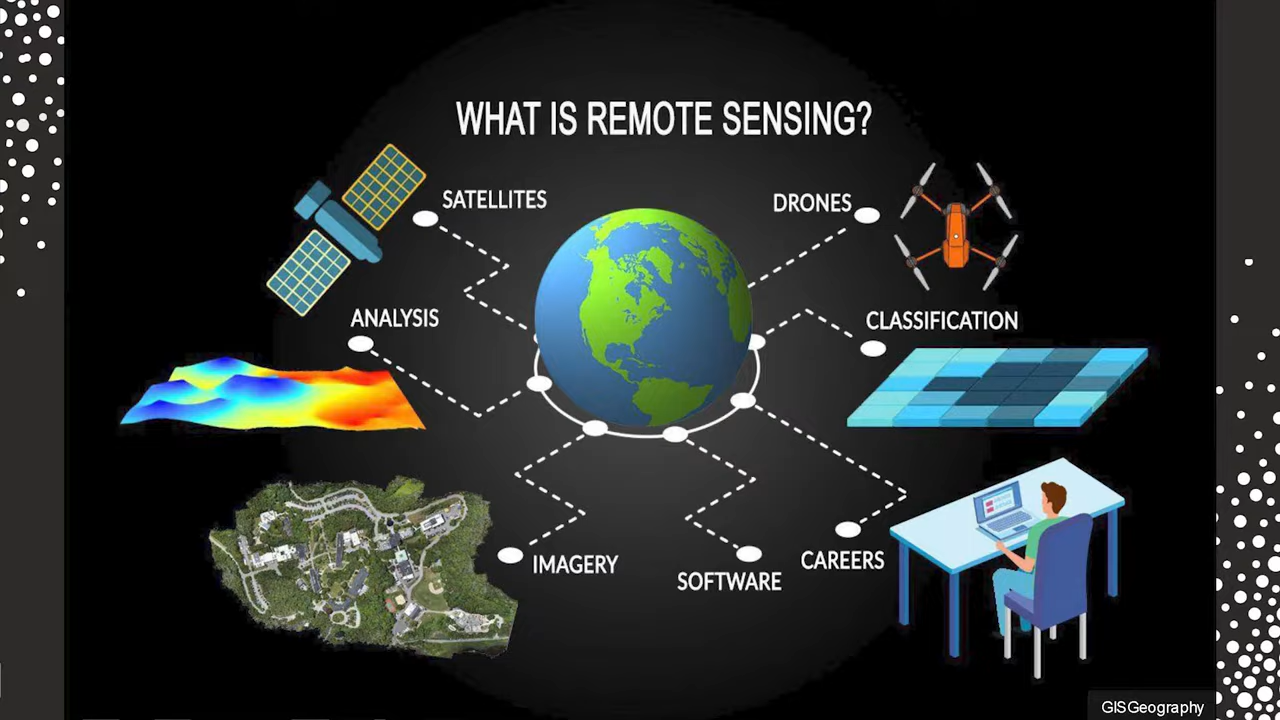 WHAT IS REMOTE SENSING?
SATELLITES
DRONES
ANALYSIS
CLASSIFICATION
IMAGERY
SOFTWARE
CAREERS
GISGeography